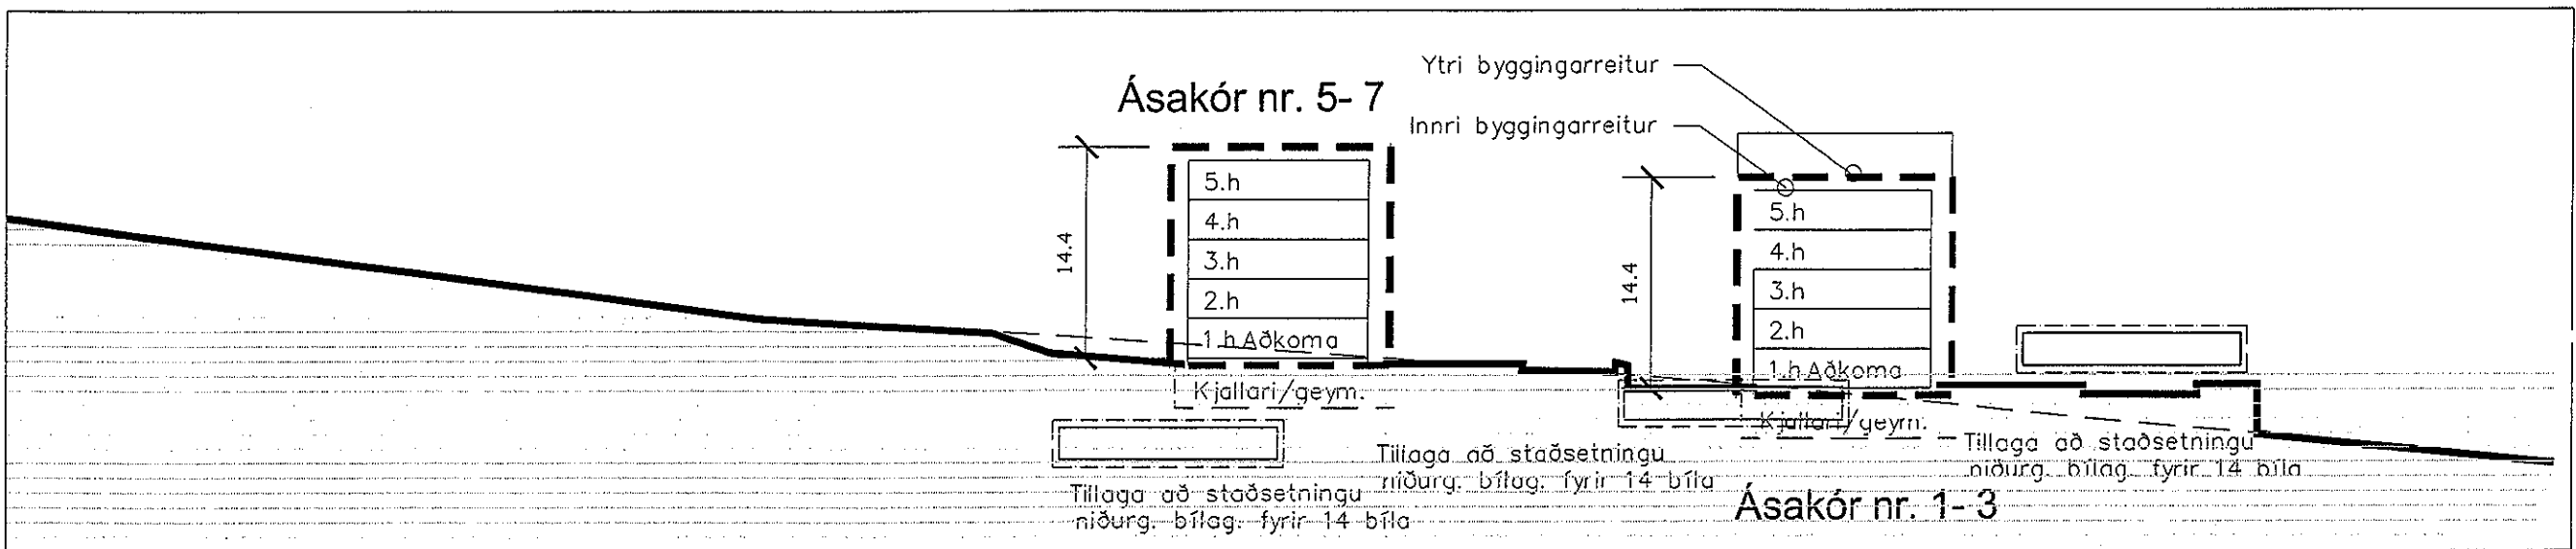 Ytri byggingarreitur
Ásakór nr. 5- 7
Innri byggingarreitur
14.4
5.h
4.h
3.h
2.h
1.h Aðkoma
Kjallari/geym.
14.4
5.h
4.h
3.h
2.h
1.h Aðkoma
Kjallari/geym.
Tillaga að staðsetningu
niðurg. bílag. fyrir 14 bíla
Tillaga að staðsetningu
niðurg. bílag. fyrir 14 bíla
Tillaga að staðsetningu
niðurg. bílag. fyrir 14 bíla
Ásakór nr. 1- 3